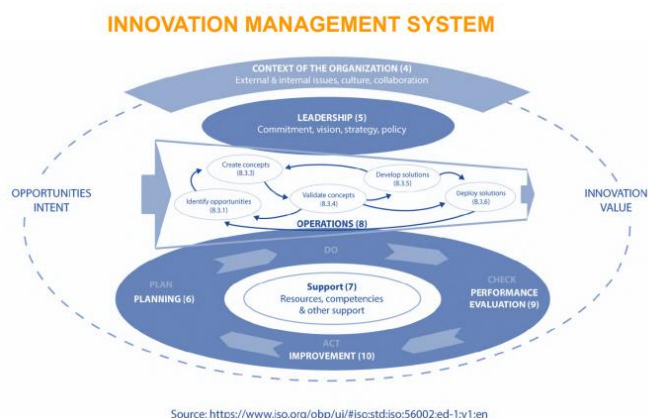 INNOVATION MANAGEMENT SYSTEM
CONTEXT OF THE ORGANIZATION (4)
External & internal issues, culture, collaboration
LEADERSHIP (5)
Commitment, vision, strategy, policy
Create concepts
(8.3.3)
Develop solutions
(8.3.5)
OPPORTUNITIES
INTENT
Identify opportunities
(8.3.1)
Validate concepts
(8.3.4)
Deploy solutions
(8.3.6)
INNOVATION
VALUE
OPERATIONS (8)
DO
PLAN
PLANNING (6)
Support (7)
Resources, competencies
& other support
CHECK
PERFORMANCE
EVALUATION (9)
ACT
IMPROVEMENT (10)
Source: https://www.iso.org/obp/ui/#iso:std:iso:56002:ed-1:v1:en